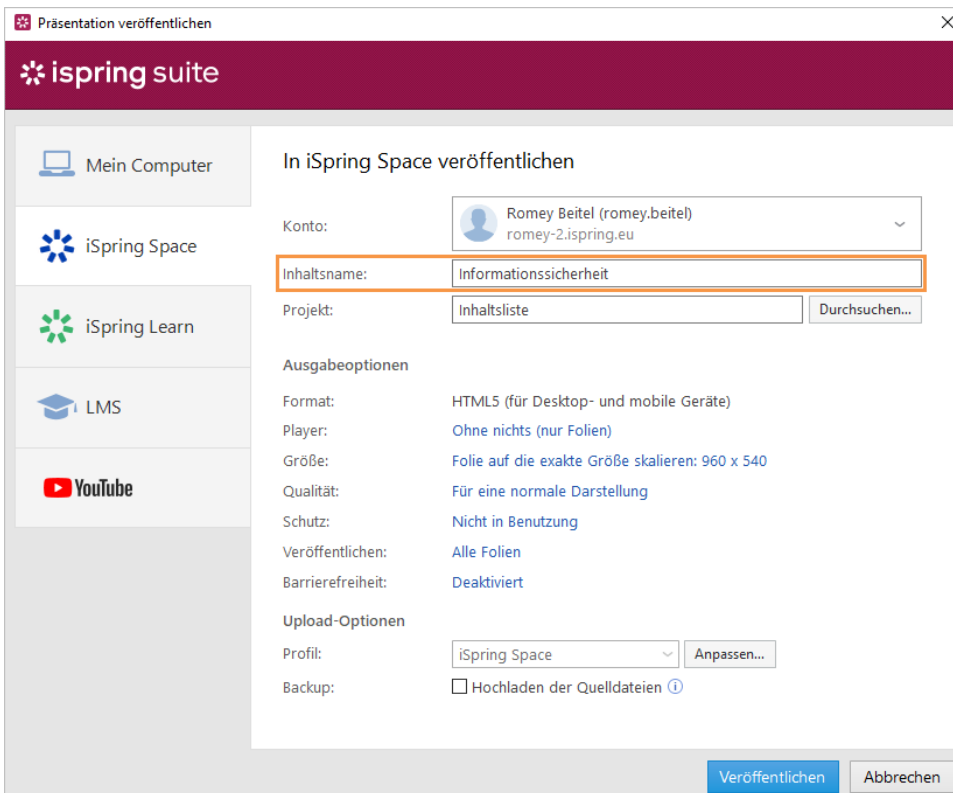 Präsentation veröffentlichen
ispring suite
Mein Computer
iSpring Space
iSpring Learn
LMS
YouTube
In iSpring Space veröffentlichen
Konto:
Romey Beitel (romey.beitel)
romey-2.ispring.eu
Inhaltsname: Informationssicherheit
Projekt: Inhaltsliste Durchsuchen...
Ausgabeoptionen
Format: HTML5 (für Desktop- und mobile Geräte)
Player: Ohne nichts (nur Folien)
Größe: Folie auf die exakte Größe skalieren: 960 x 540
Qualität: Für eine normale Darstellung
Schutz: Nicht in Benutzung
Veröffentlichen: Alle Folien
Barrierefreiheit: Deaktiviert
Upload-Optionen
Profil: iSpring Space Anpassen...
Backup: Hochladen der Quelldateien
Veröffentlichen Abbrechen